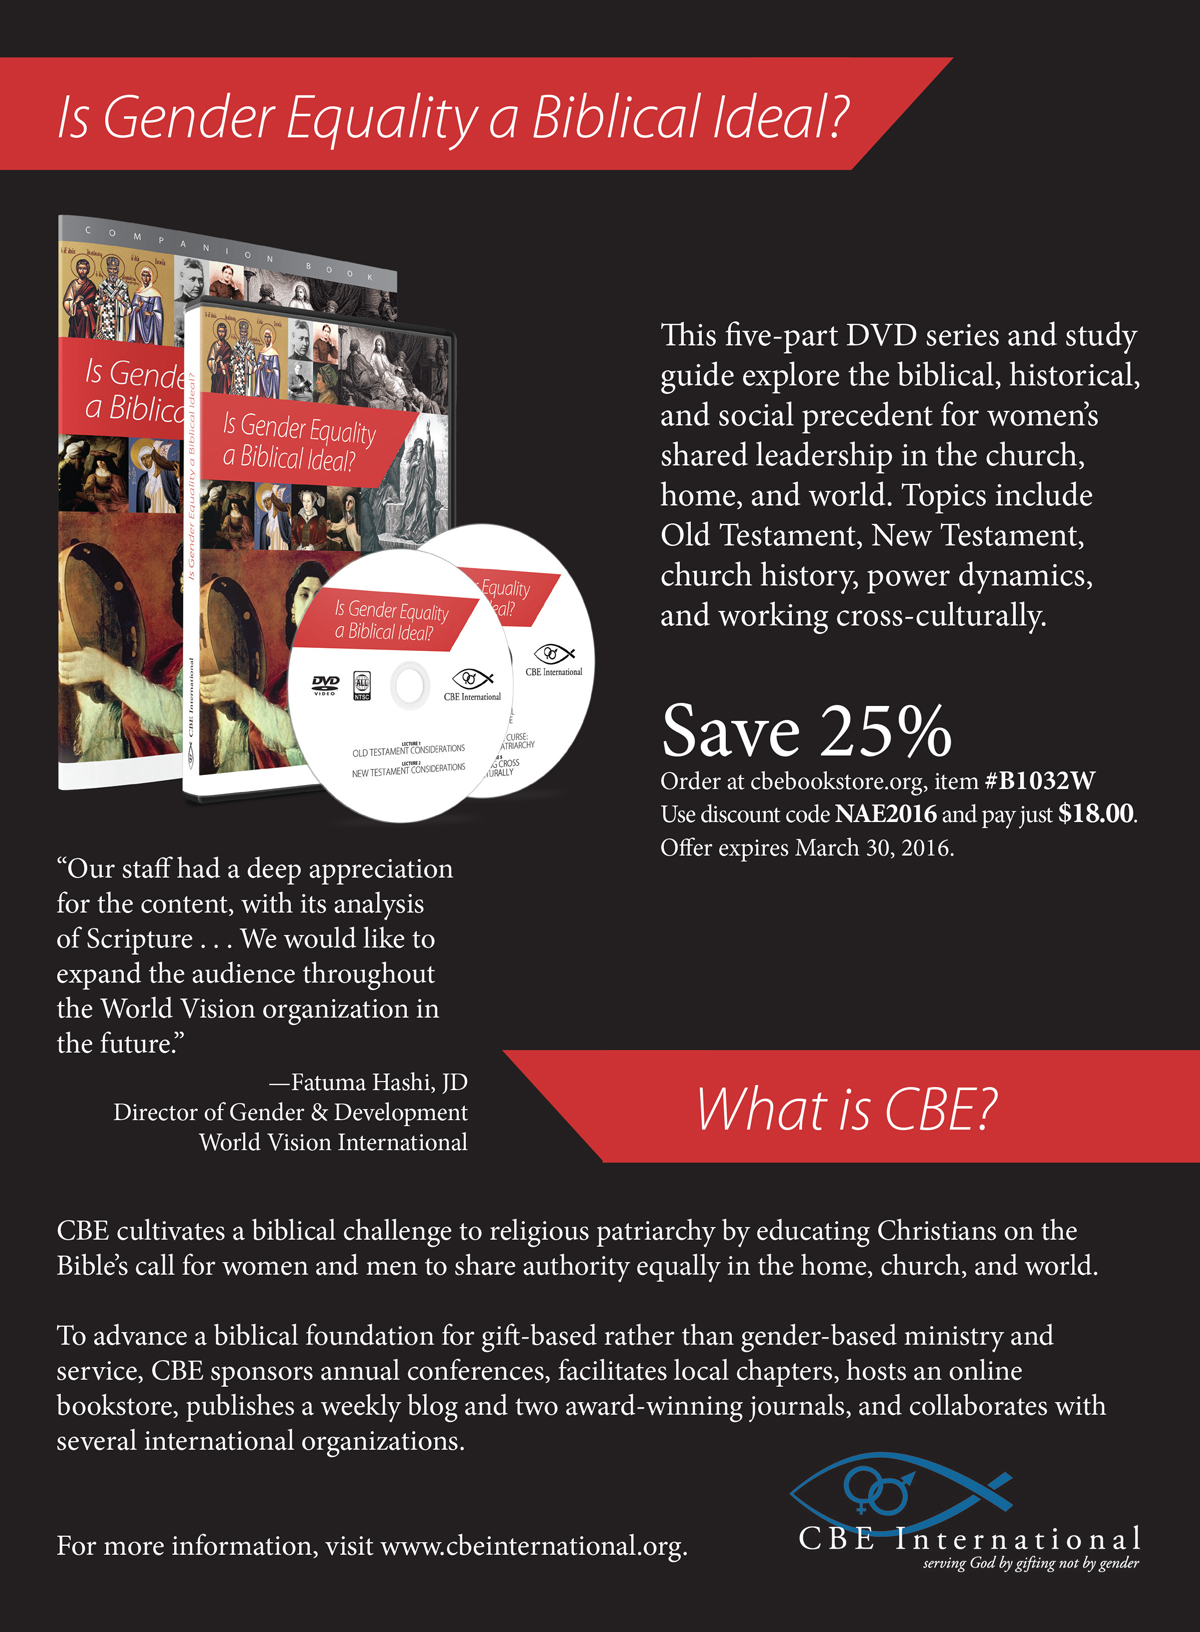 Is Gender Equality a Biblical Ideal?
COMPANION BOOK
Is Gende
a Biblic
Is Gender Equality a Biblical Ideal?
CBE International
Is Gender Equality
a Biblical Ideal?
Is Gender Equality
a Biblical Ideal?
DVD
VIDEO
ALL
NTSC
CBE International
LECTURE 1
OLD TESTAMENT CONSIDERATIONS
LECTURE 2
NEW TESTAMENT CONSIDERATIONS
r Equality
eal?
CBE International
E
CURSE:
ATRIARCHY
G CROSS
TURALLY
This five-part DVD series and study
guide explore the biblical, historical,
and social precedent for women’s
shared leadership in the church,
home, and world. Topics include
Old Testament, New Testament,
church history, power dynamics,
and working cross-culturally.
Save 25%
Order at cbebookstore.org, item #B1032W
Use discount code NAE2016 and pay just $18.00.
Offer expires March 30, 2016.
“Our staff had a deep appreciation
for the content, with its analysis
of Scripture . . . We would like to
expand the audience throughout
the World Vision organization in
the future.”
—Fatuma Hashi, JD
Director of Gender & Development
World Vision International
What is CBE?
CBE cultivates a biblical challenge to religious patriarchy by educating Christians on the
Bible’s call for women and men to share authority equally in the home, church, and world.
To advance a biblical foundation for gift-based rather than gender-based ministry and
service, CBE sponsors annual conferences, facilitates local chapters, hosts an online
bookstore, publishes a weekly blog and two award-winning journals, and collaborates with
several international organizations.
For more information, visit www.cbeinternational.org.
CBE International
serving God by gifting not by gender